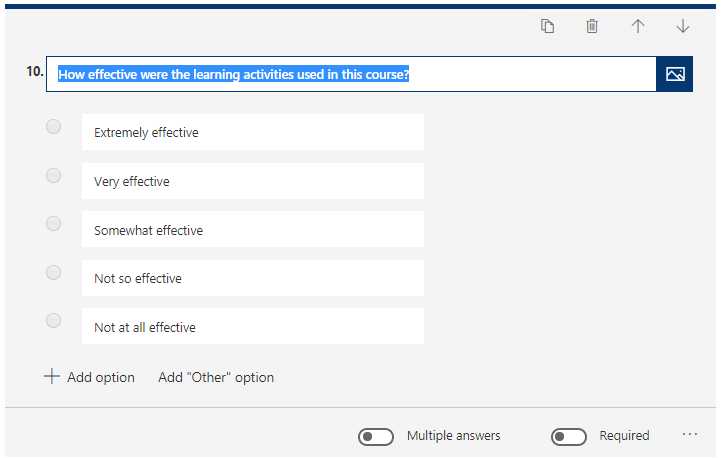 10. How effective were the learning activities used in this course?
Extremely effective
Very effective
Somewhat effective
Not so effective
Not at all effective
Add option Add "Other" option
Multiple answers Required ...